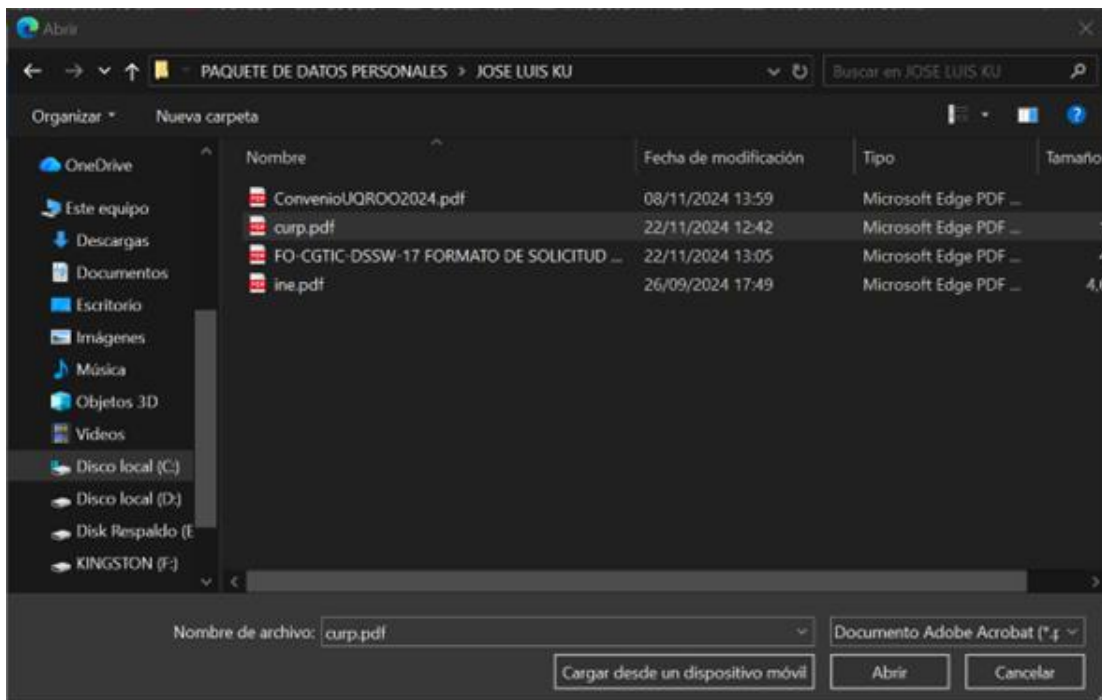 Abrir
PAQUETE DE DATOS PERSONALES > JOSE LUIS KU
Buscar en JOSE LUIS KU
Organizar
Nueva carpeta
OneDrive
Este equipo
Descargas
Documentos
Escritorio
Imágenes
Música
Objetos 3D
Videos
Disco local (C:)
Disco local (D:)
Disk Respaldo (E
KINGSTON (F:)
Nombre Fecha de modificación Tipo Tamaño
ConvenioUQROO2024.pdf 08/11/2024 13:59 Microsoft Edge PDF ...
curp.pdf 22/11/2024 12:42 Microsoft Edge PDF ...
FO-CGTIC-DSSW-17 FORMATO DE SOLICITUD ... 22/11/2024 13:05 Microsoft Edge PDF ...
ine.pdf 26/09/2024 17:49 Microsoft Edge PDF ... 4,
Nombre de archivo: curp.pdf
Documento Adobe Acrobat (*.p
Cargar desde un dispositivo móvil
Abrir
Cancelar